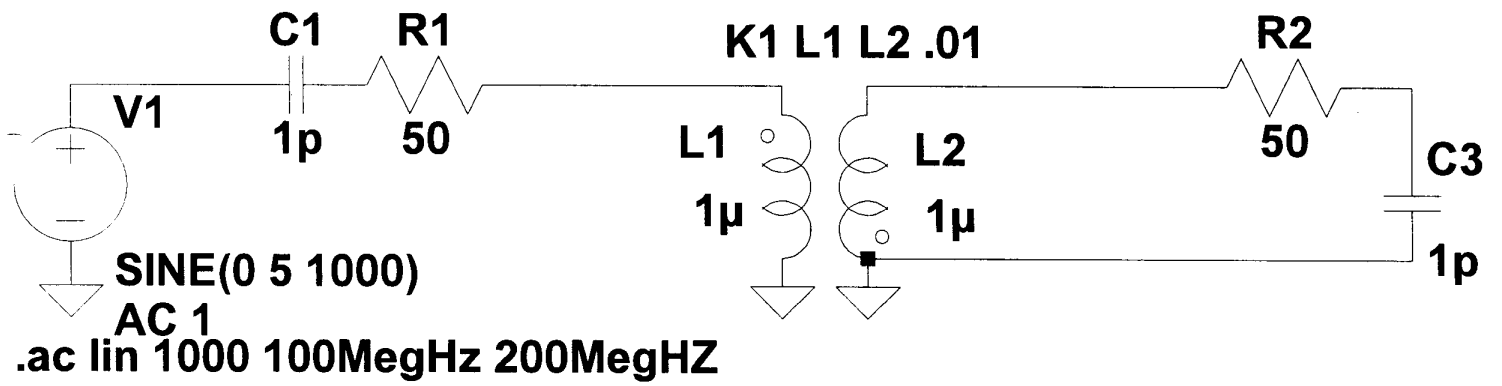 C1 R1 K1 L1 L2 .01 R2
V1
1p 50 L1 L2 50 C3
1µ 1µ
SINE(0 5 1000) 1p
AC 1
.ac lin 1000 100MegHz 200MegHZ